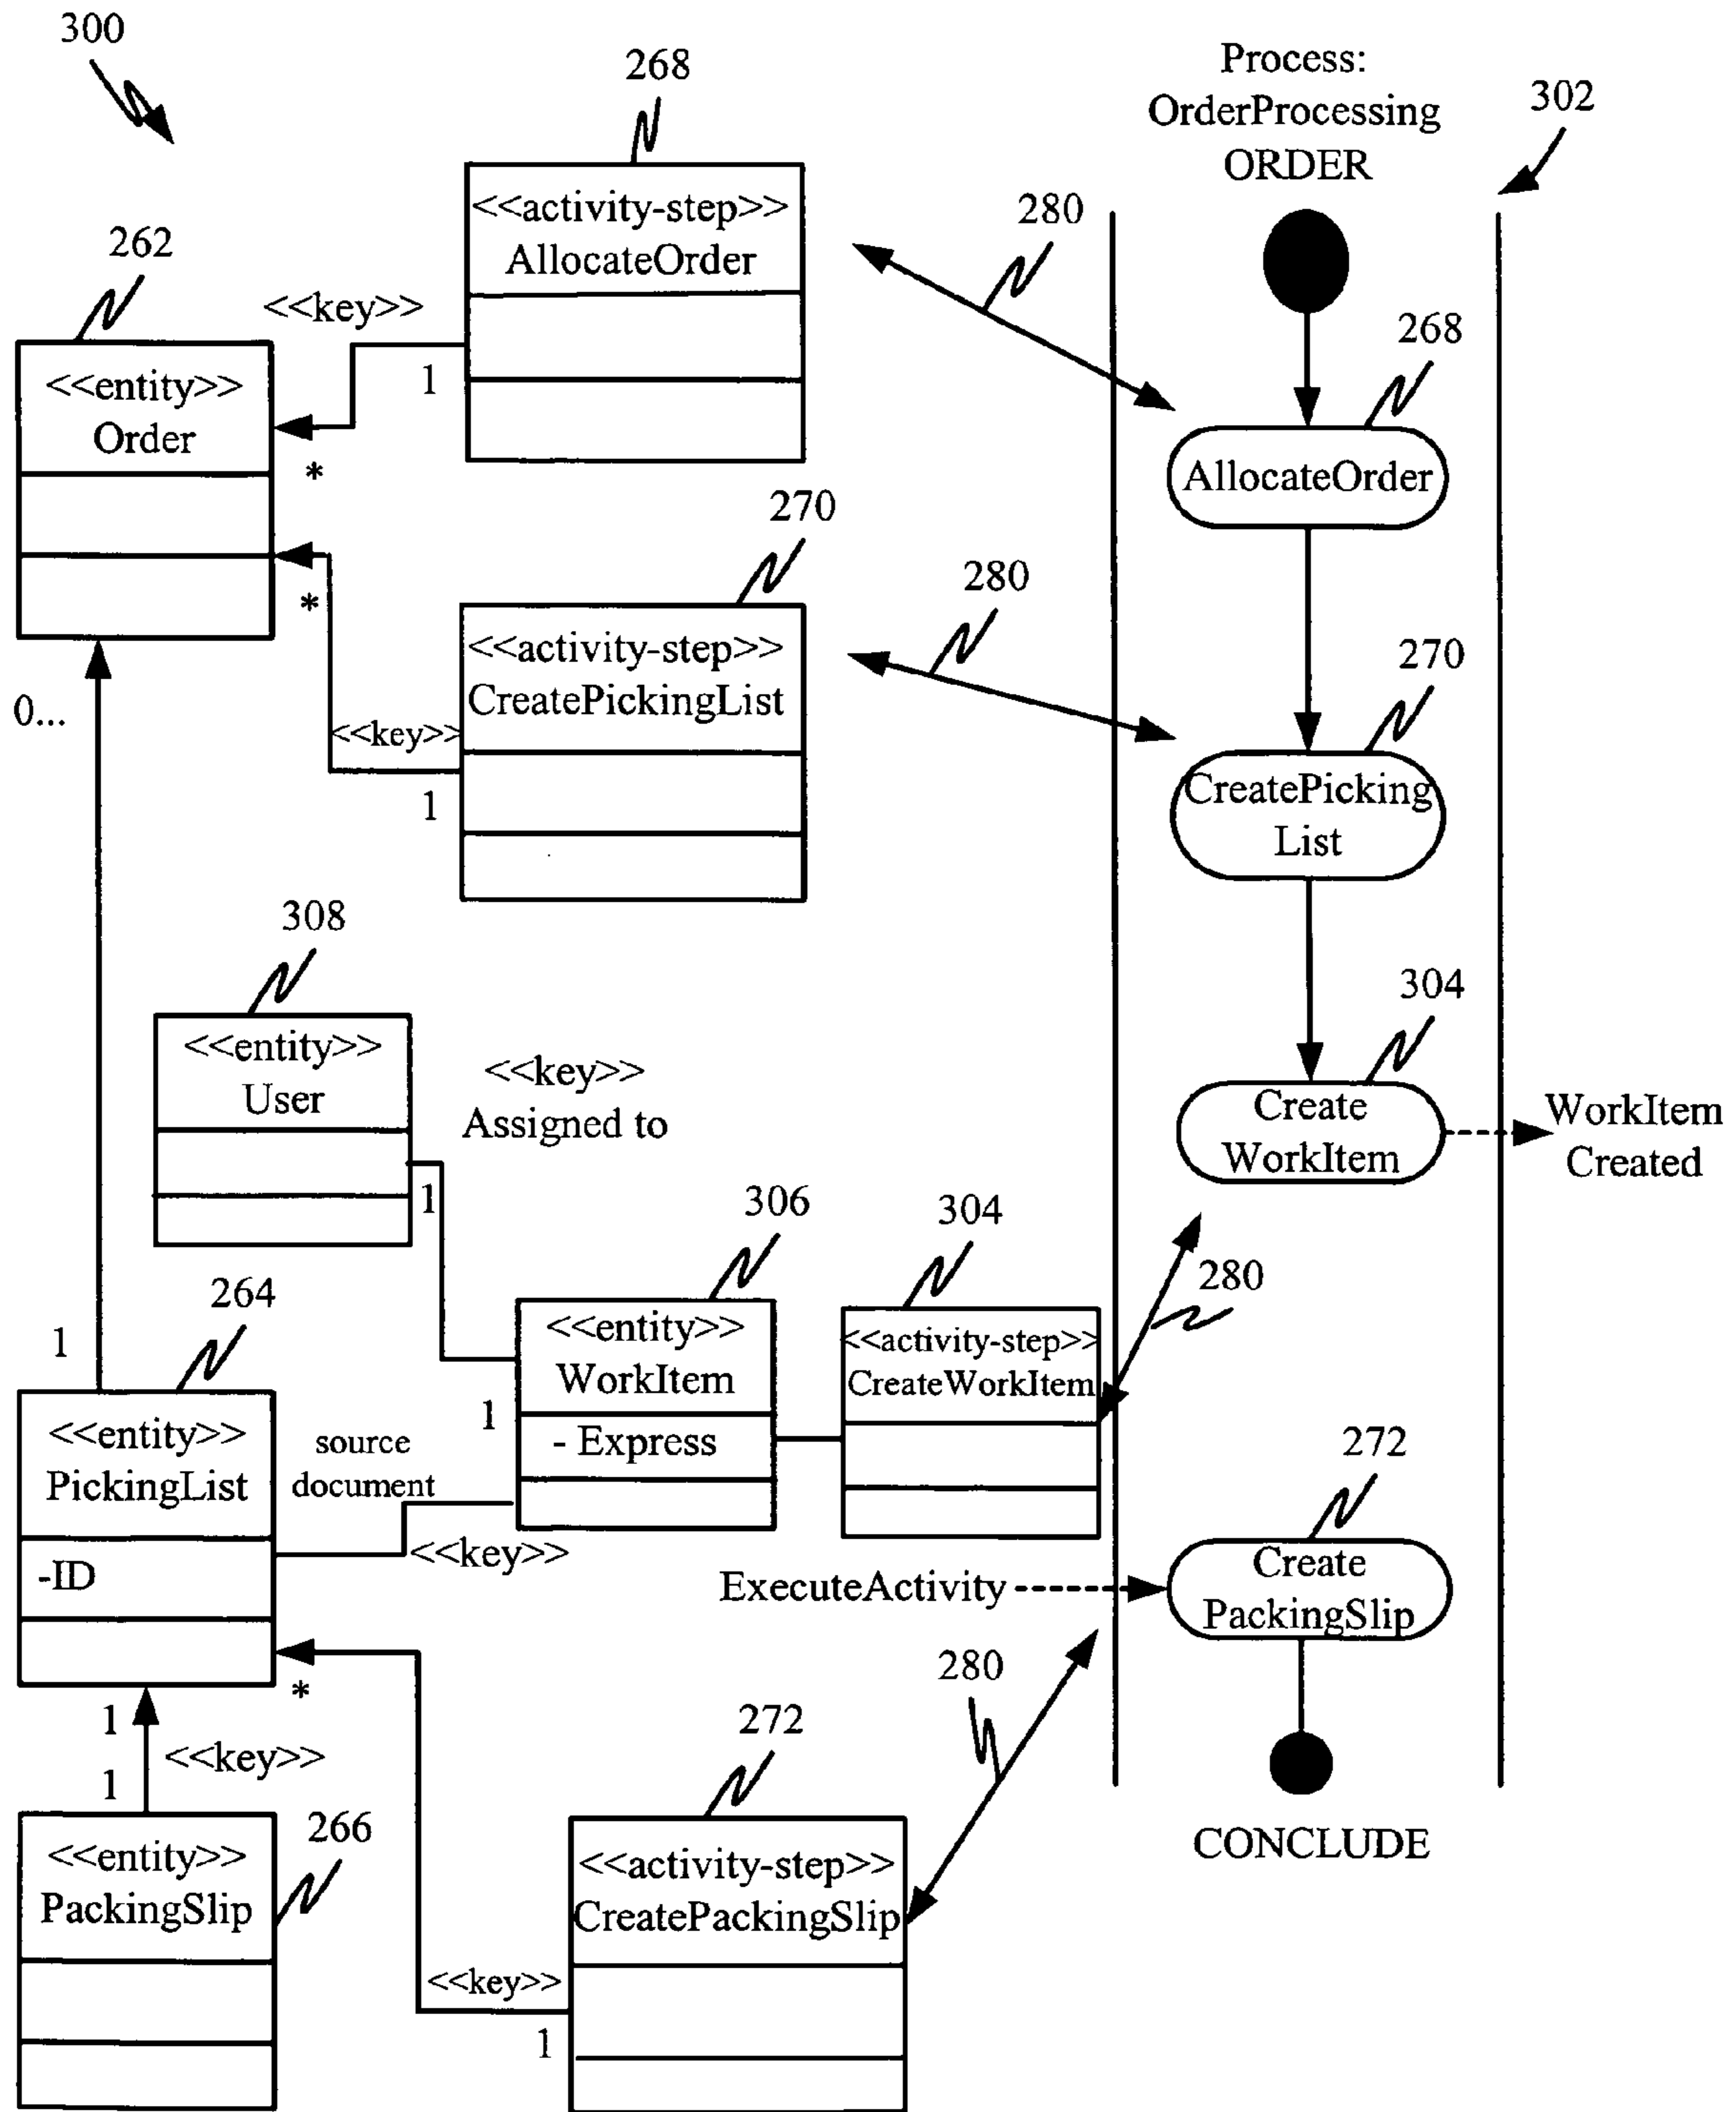 300
268
Process:
OrderProcessing
ORDER
302
<<activity-step>>
AllocateOrder
280
262
<<key>>
1
<<entity>>
Order
*
268
AllocateOrder
270
280
*
<<activity-step>>
CreatePickingList
<<key>>
1
0...
270
CreatePicking
List
308
<<entity>>
User
<<key>>
Assigned to
1
304
Create
WorkItem
WorkItem
Created
306
304
280
264
1
<<entity>>
WorkItem
- Express
1
<<activity-step>>
CreateWorkItem
<<entity>>
PickingList
-ID
source
document
<<key>>
272
ExecuteActivity
Create
PackingSlip
*
280
1
<<key>>
1
272
266
<<entity>>
PackingSlip
<<activity-step>>
CreatePackingSlip
CONCLUDE
<<key>>
1